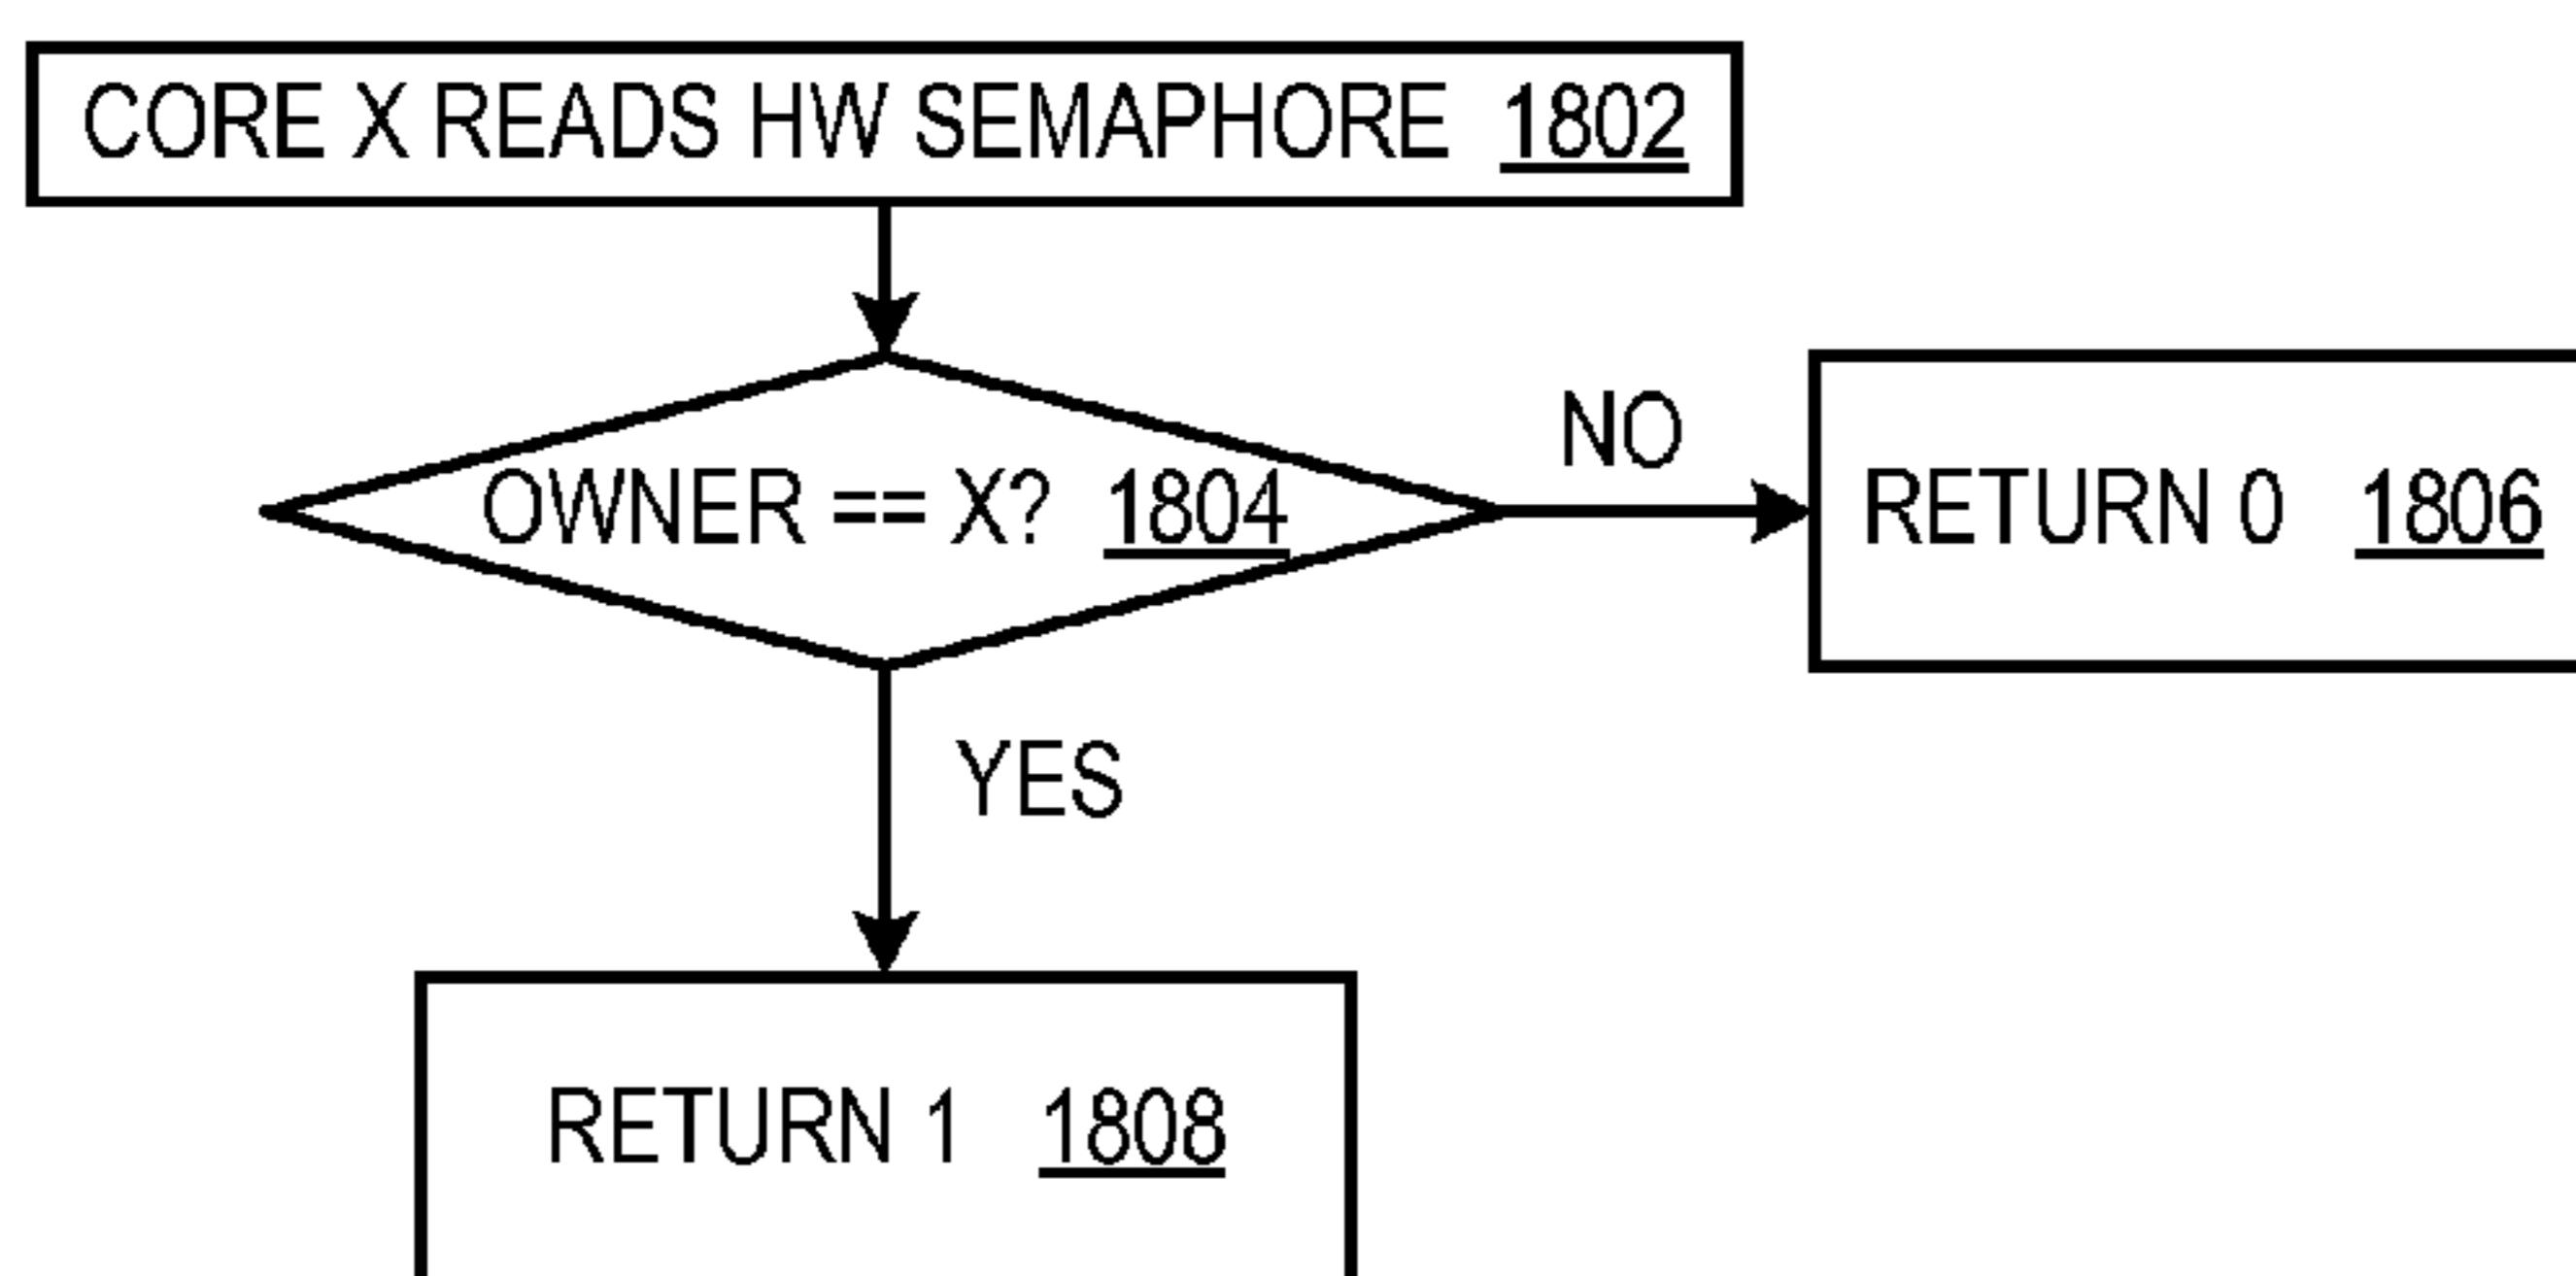 CORE X READS HW SEMAPHORE 1802
OWNER == X? 1804
NO
RETURN 0 1806
YES
RETURN 1 1808